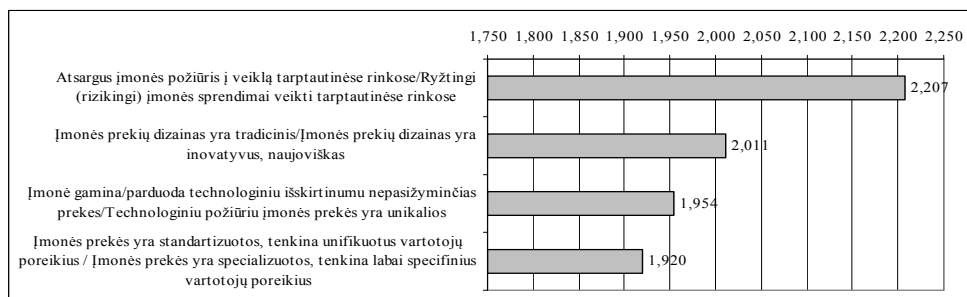 1,750 1,800 1,850 1,900 1,950 2,000 2,050 2,100 2,150 2,200 2,250
Atsargus įmonės požiūris į veiklą tarptautinėse rinkose/Ryžtingi
(rizikingi) įmonės sprendimai veikti tarptautinėse rinkose
2,207
Įmonės prekių dizainas yra tradicinis/Įmonės prekių dizainas yra
inovatyvus, naujoviškas
2,011
Įmonė gamina/parduoda technologiniu išskirtinumu nepasižyminčias
prekes/Technologiniu požiūriu įmonės prekės yra unikalios
1,954
Įmonės prekės yra standartizuotos, tenkina unifikuotus vartotojų
poreikius / Įmonės prekės yra specializuotos, tenkina labai specifinius
vartotojų poreikius
1,920